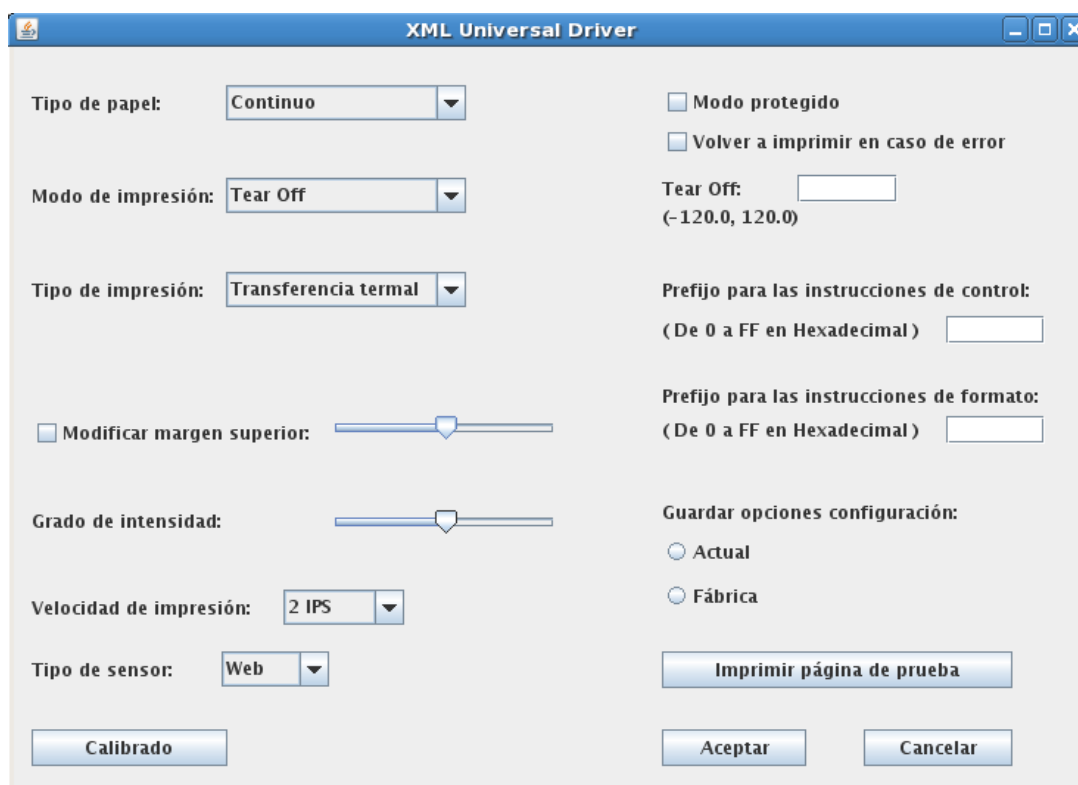 XML Universal Driver
Tipo de papel: Continuo
Modo de impresión: Tear Off
Tipo de impresión: Transferencia termal
Modificar margen superior:
Grado de intensidad:
Velocidad de impresión: 2 IPS
Tipo de sensor: Web
Calibrado
Modo protegido
Volver a imprimir en caso de error
Tear Off:
(-120.0, 120.0)
Prefijo para las instrucciones de control:
( De 0 a FF en Hexadecimal )
Prefijo para las instrucciones de formato:
( De 0 a FF en Hexadecimal )
Guardar opciones configuración:
Actual
Fábrica
Imprimir página de prueba
Aceptar Cancelar